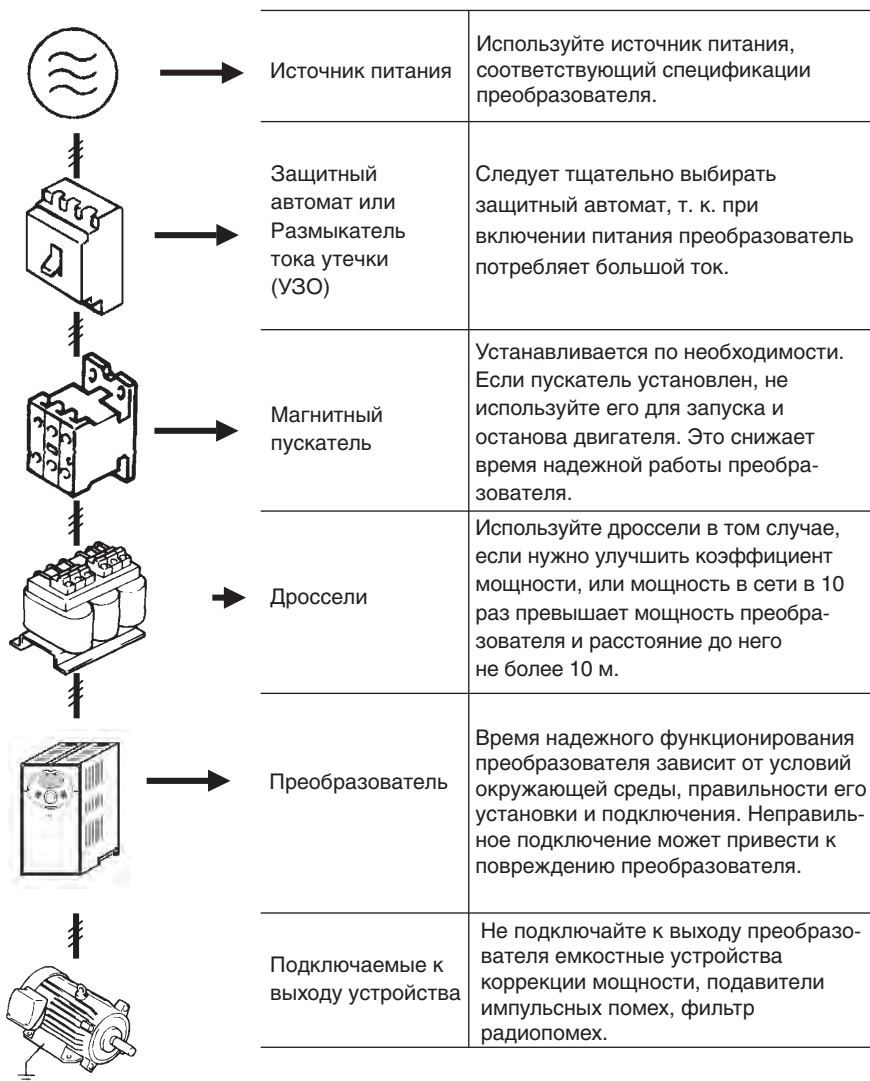 Источник питания
Используйте источник питания,
соответствующий спецификации
преобразователя.
Защитный
автомат или
Размыкатель
тока утечки
(УЗО)
Следует тщательно выбирать
защитный автомат, т. к. при
включении питания преобразователь
потребляет большой ток.
Магнитный
пускатель
Устанавливается по необходимости.
Если пускатель установлен, не
используйте его для запуска и
останова двигателя. Это снижает
время надежной работы преобра-
зователя.
Дроссели
Используйте дроссели в том случае,
если нужно улучшить коэффициент
мощности, или мощность в сети в 10
раз превышает мощность преобра-
зователя и расстояние до него
не более 10 м.
Преобразователь
Время надежного функционирования
преобразователя зависит от условий
окружающей среды, правильности его
установки и подключения. Неправиль-
ное подключение может привести к
повреждению преобразователя.
Подключаемые к
выходу устройства
Не подключайте к выходу преобразо-
вателя емкостные устройства
коррекции мощности, подавители
импульсных помех, фильтр
радиопомех.